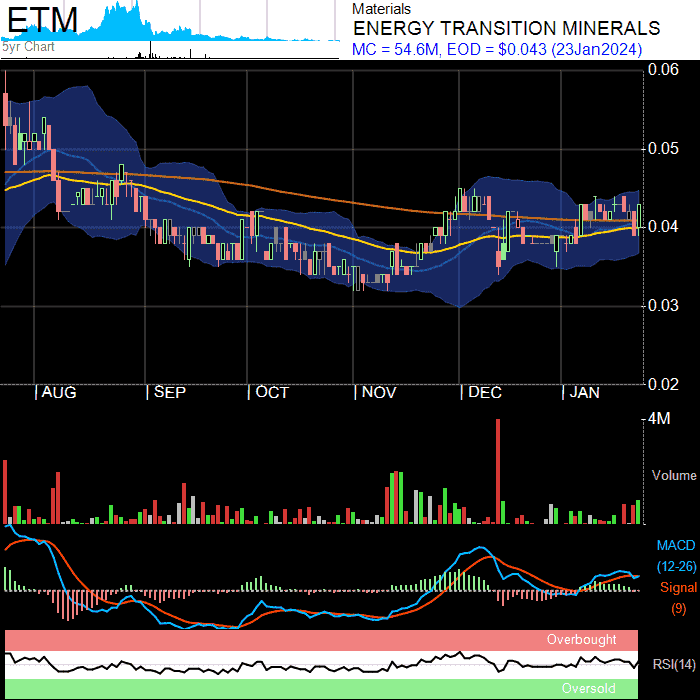 ETM
5yr Chart
Materials
ENERGY TRANSITION MINERALS
MC = 54.6M, EOD = $0.043 (23Jan2024)
0.06
0.05
0.04
0.03
0.02
| AUG | SEP | OCT | NOV | DEC | JAN
4M
Volume
MACD
(12-26)
Signal
(9)
Overbought
RSI(14)
Oversold